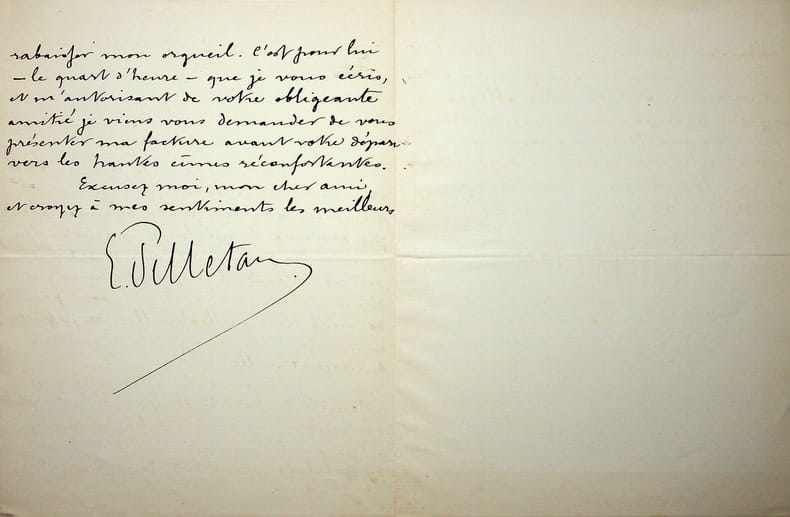 rabaisser mon orgueil. C'est pour lui
– le quart d'heure – que je vous écris,
et m'autorisant de votre obligeante
amitié je viens vous demander de vous
présenter ma facture avant votre départ
vers les hautes cîmes réconfortantes.
Excusez moi, mon cher ami,
et croyez à mes sentiments les meilleurs
E. Pelletan